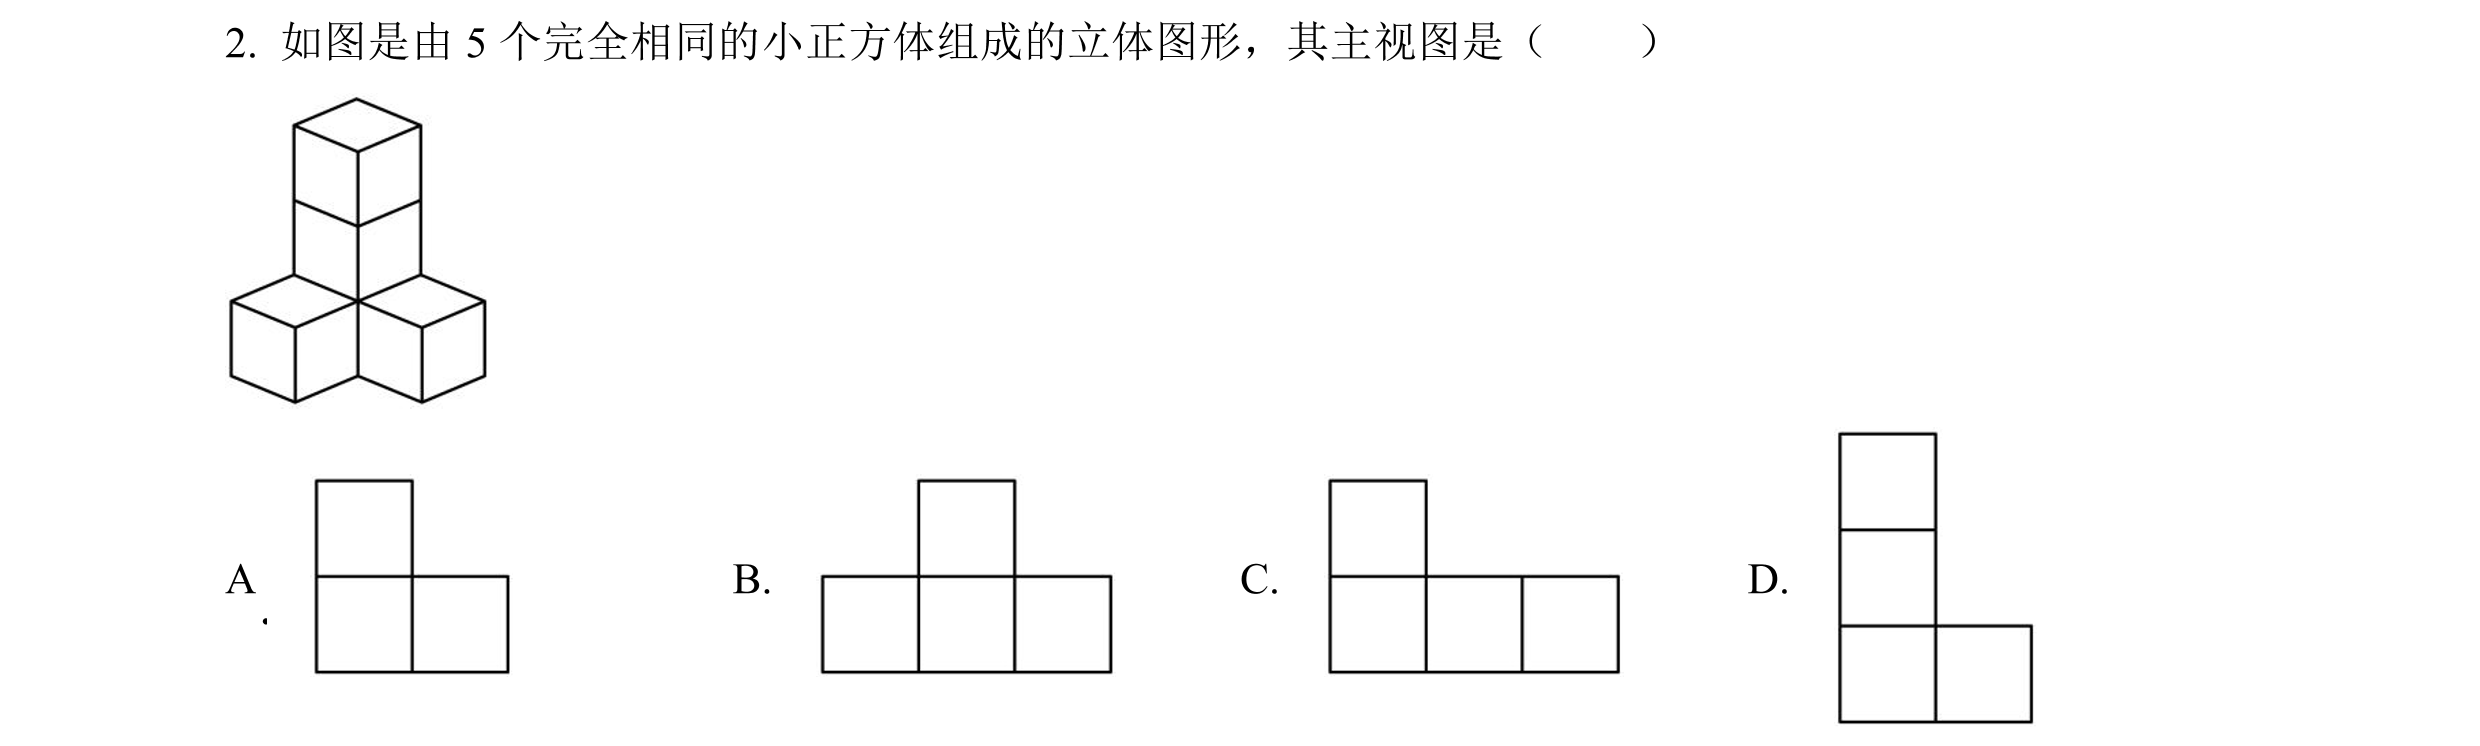 2. 如图是由 5 个完全相同的小正方体组成的立体图形，其主视图是（　　）
A. B. C. D.